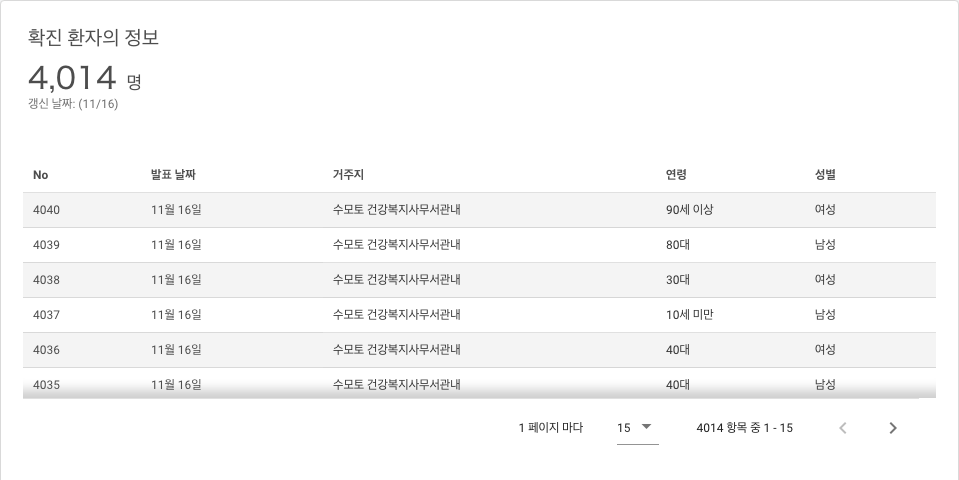 확진 환자의 정보
4,014 명
갱신 날짜: (11/16)
No 발표 날짜 거주지 연령 성별
4040 11월 16일 수모토 건강복지사무서관내 90세 이상 여성
4039 11월 16일 수모토 건강복지사무서관내 80대 남성
4038 11월 16일 수모토 건강복지사무서관내 30대 여성
4037 11월 16일 수모토 건강복지사무서관내 10세 미만 남성
4036 11월 16일 수모토 건강복지사무서관내 40대 여성
4035 11월 16일 수모토 건강복지사무서관내 40대 남성
1 페이지 마다 15 4014 항목 중 1 - 15